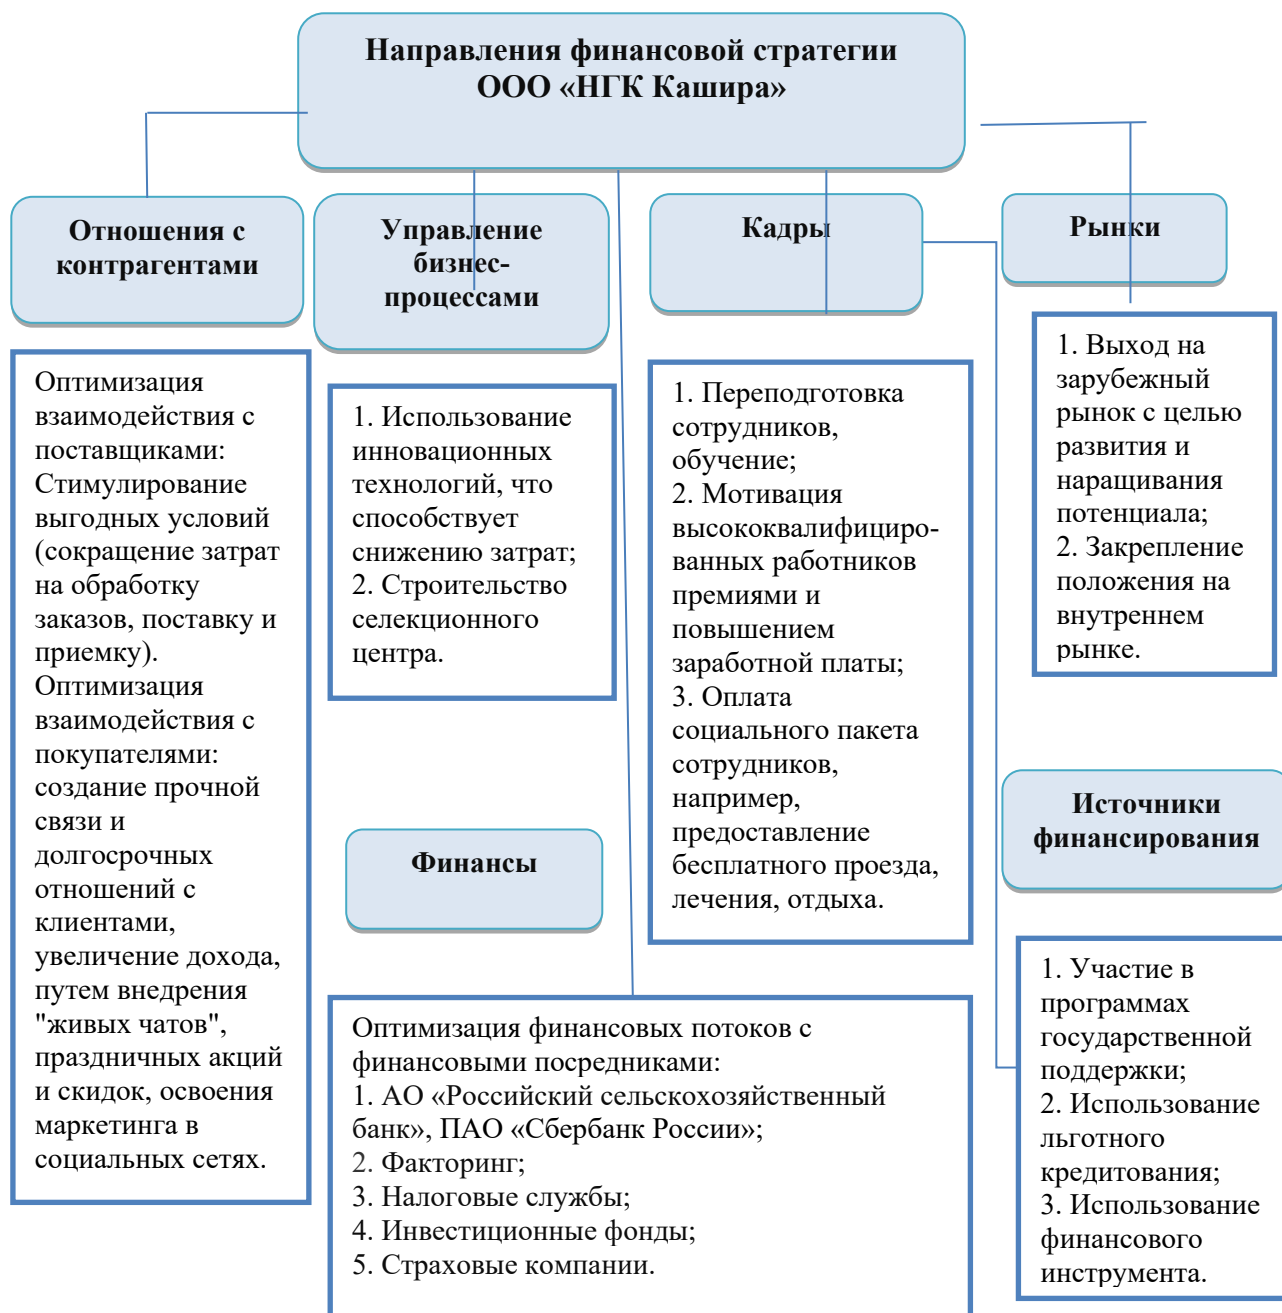 Направления финансовой стратегии
ООО «НГК Кашира»
Отношения с
контрагентами
Оптимизация
взаимодействия с
поставщиками:
Стимулирование
выгодных условий
(сокращение затрат
на обработку
заказов, поставку и
приемку).
Оптимизация
взаимодействия с
покупателями:
создание прочной
связи и
долгосрочных
отношений с
клиентами,
увеличение дохода,
путем внедрения
"живых чатов",
праздничных акций
и скидок, освоения
маркетинга в
социальных сетях.
Управление
бизнес-
процессами
1. Использование
инновационных
технологий, что
способствует
снижению затрат;
2. Строительство
селекционного
центра.
Кадры
1. Переподготовка
сотрудников,
обучение;
2. Мотивация
высококвалифициро-
ванных работников
премиями и
повышением
заработной платы;
3. Оплата
социального пакета
сотрудников,
например,
предоставление
бесплатного проезда,
лечения, отдыха.
Рынки
1. Выход на
зарубежный
рынок с целью
развития и
наращивания
потенциала;
2. Закрепление
положения на
внутреннем
рынке.
Финансы
Оптимизация финансовых потоков с
финансовыми посредниками:
1. АО «Российский сельскохозяйственный
банк», ПАО «Сбербанк России»;
2. Факторинг;
3. Налоговые службы;
4. Инвестиционные фонды;
5. Страховые компании.
Источники
финансирования
1. Участие в
программах
государственной
поддержки;
2. Использование
льготного
кредитования;
3. Использование
финансового
инструмента.